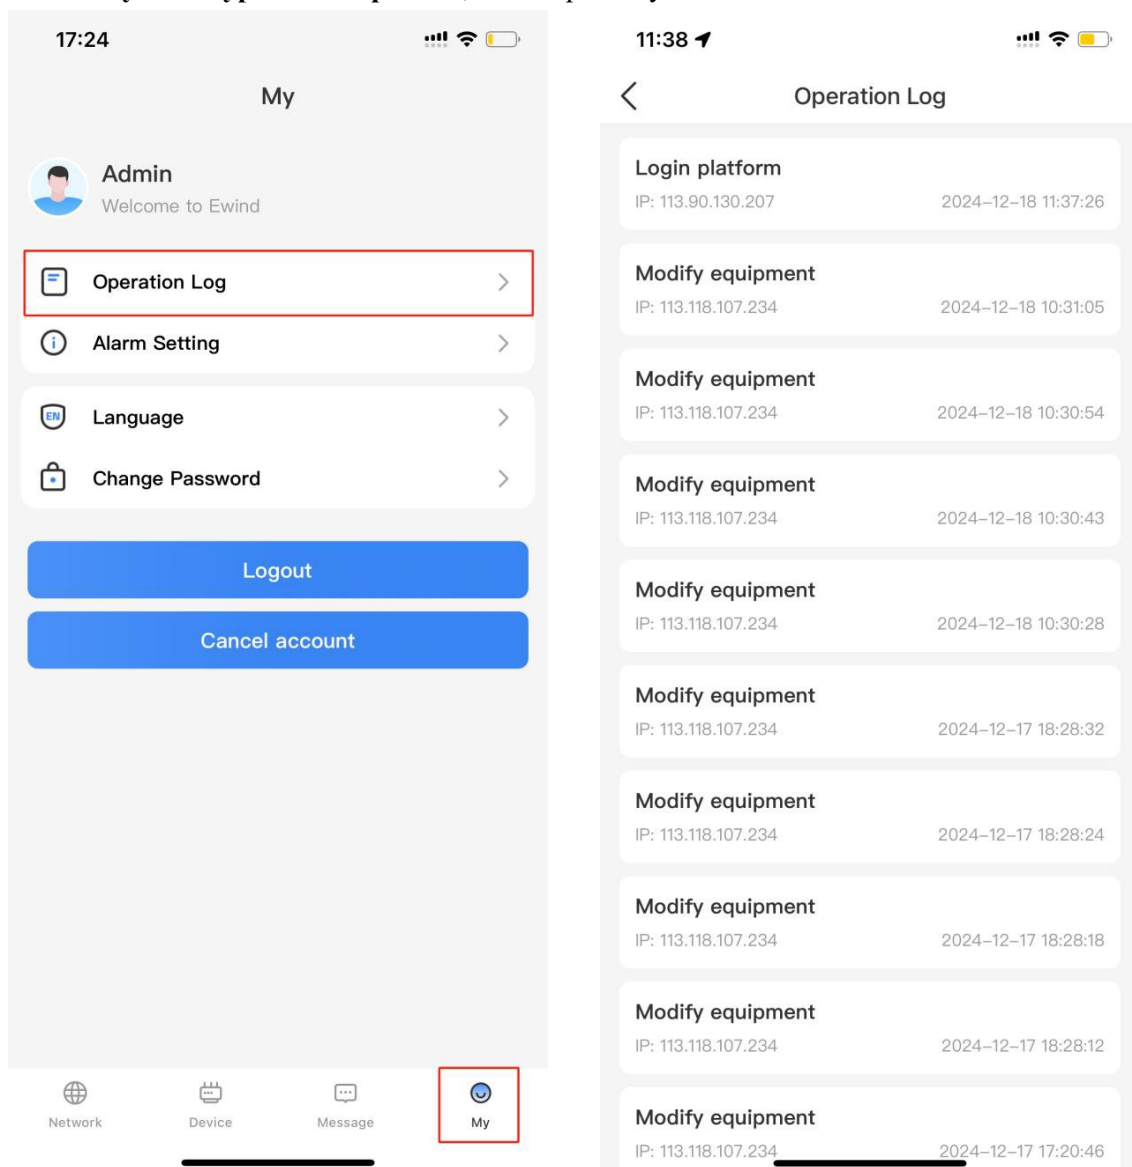 17:24
My
Admin
Welcome to Ewind
Operation Log
Alarm Setting
EN
Language
Change Password
Logout
Cancel account
Network
Device
Message
My
11:38
Operation Log
Login platform
IP: 113.90.130.207 2024-12-18 11:37:26
Modify equipment
IP: 113.118.107.234 2024-12-18 10:31:05
Modify equipment
IP: 113.118.107.234 2024-12-18 10:30:54
Modify equipment
IP: 113.118.107.234 2024-12-18 10:30:43
Modify equipment
IP: 113.118.107.234 2024-12-18 10:30:28
Modify equipment
IP: 113.118.107.234 2024-12-17 18:28:32
Modify equipment
IP: 113.118.107.234 2024-12-17 18:28:24
Modify equipment
IP: 113.118.107.234 2024-12-17 18:28:18
Modify equipment
IP: 113.118.107.234 2024-12-17 18:28:12
Modify equipment
IP: 113.118.107.234 2024-12-17 17:20:46